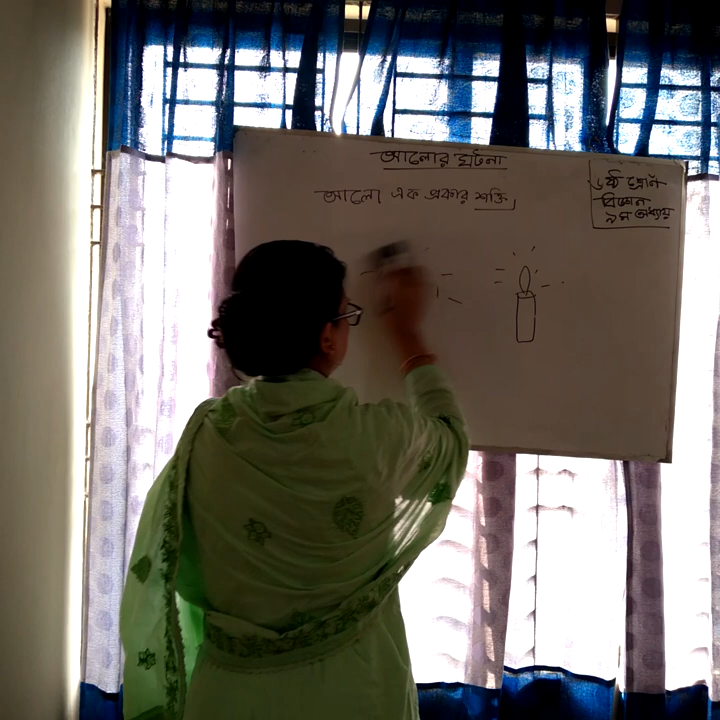 আলোর ঘটনা
আলো এক প্রকার শক্তি।
৬ষ্ঠ শ্রেণি
বিজ্ঞান
৯ম অধ্যায়